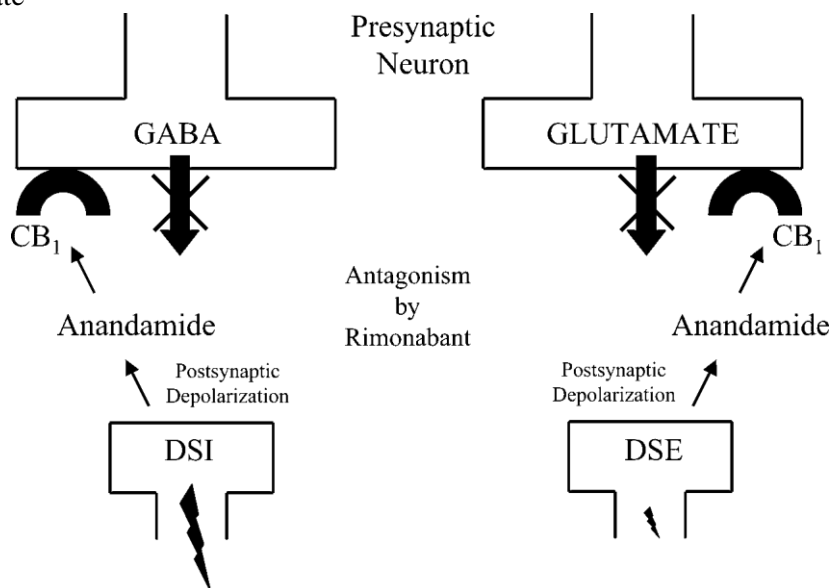 Presynaptic
Neuron
GABA
GLUTAMATE
CB1
CB1
Antagonism
by
Rimonabant
Anandamide
Anandamide
Postsynaptic
Depolarization
Postsynaptic
Depolarization
DSI
DSE